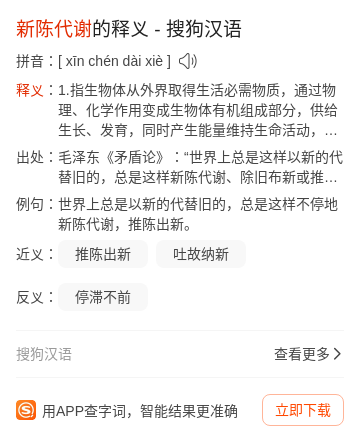 新陈代谢的释义 - 搜狗汉语
拼音：[ xīn chén dài xiè ]
释义：1.指生物体从外界取得生活必需物质，通过物
理、化学作用变成生物体有机组成部分，供给
生长、发育，同时产生能量维持生命活动，…
出处：毛泽东《矛盾论》：“世界上总是这样以新的代
替旧的，总是这样新陈代谢、除旧布新或推…
例句：世界上总是以新的代替旧的，总是这样不停地
新陈代谢，推陈出新。
近义：推陈出新 吐故纳新
反义：停滞不前
搜狗汉语 查看更多
用APP查字词，智能结果更准确 立即下载